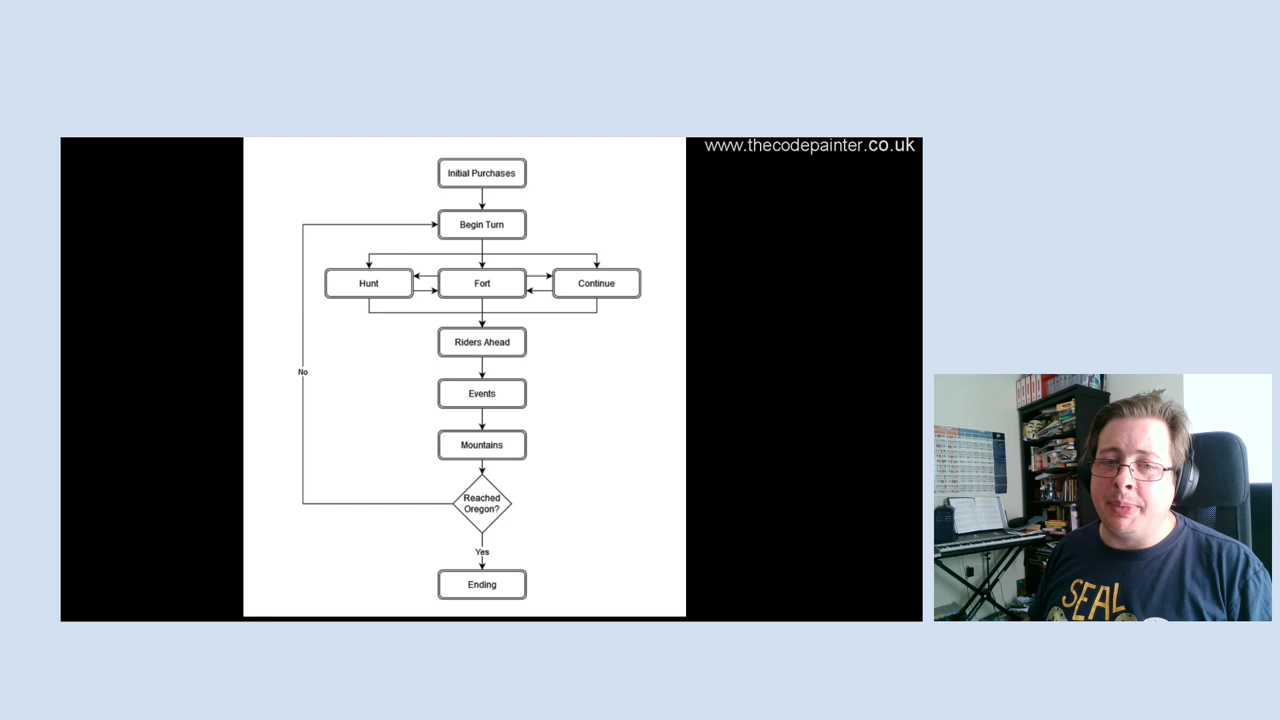 www.thecodepainter.co.uk
Initial Purchases
Begin Turn
Hunt
Fort
Continue
Riders Ahead
No
Events
Mountains
Reached
Oregon?
Yes
Ending
SEAL